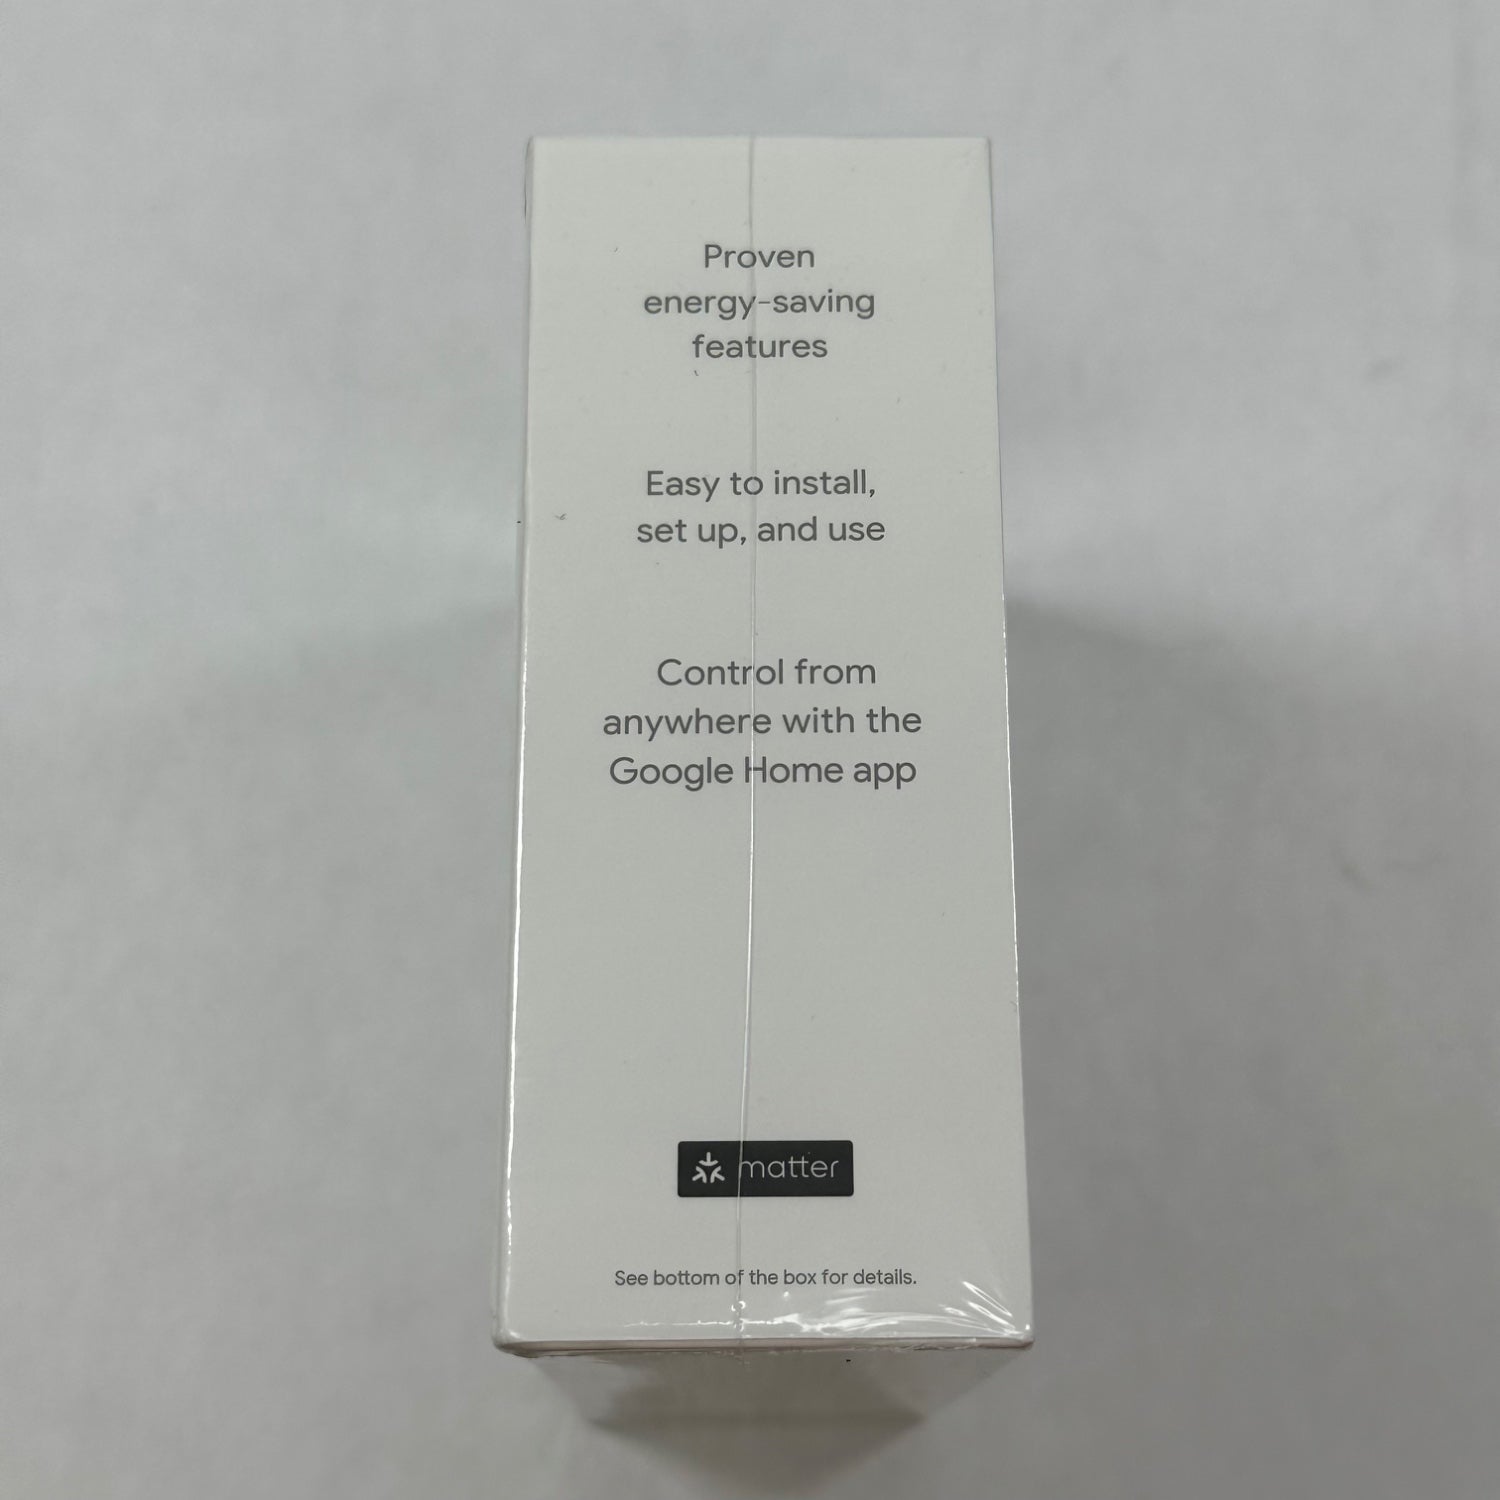 Proven
energy-saving
features
Easy to install,
set up, and use
Control from
anywhere with the
Google Home app
matter
See bottom of the box for details.